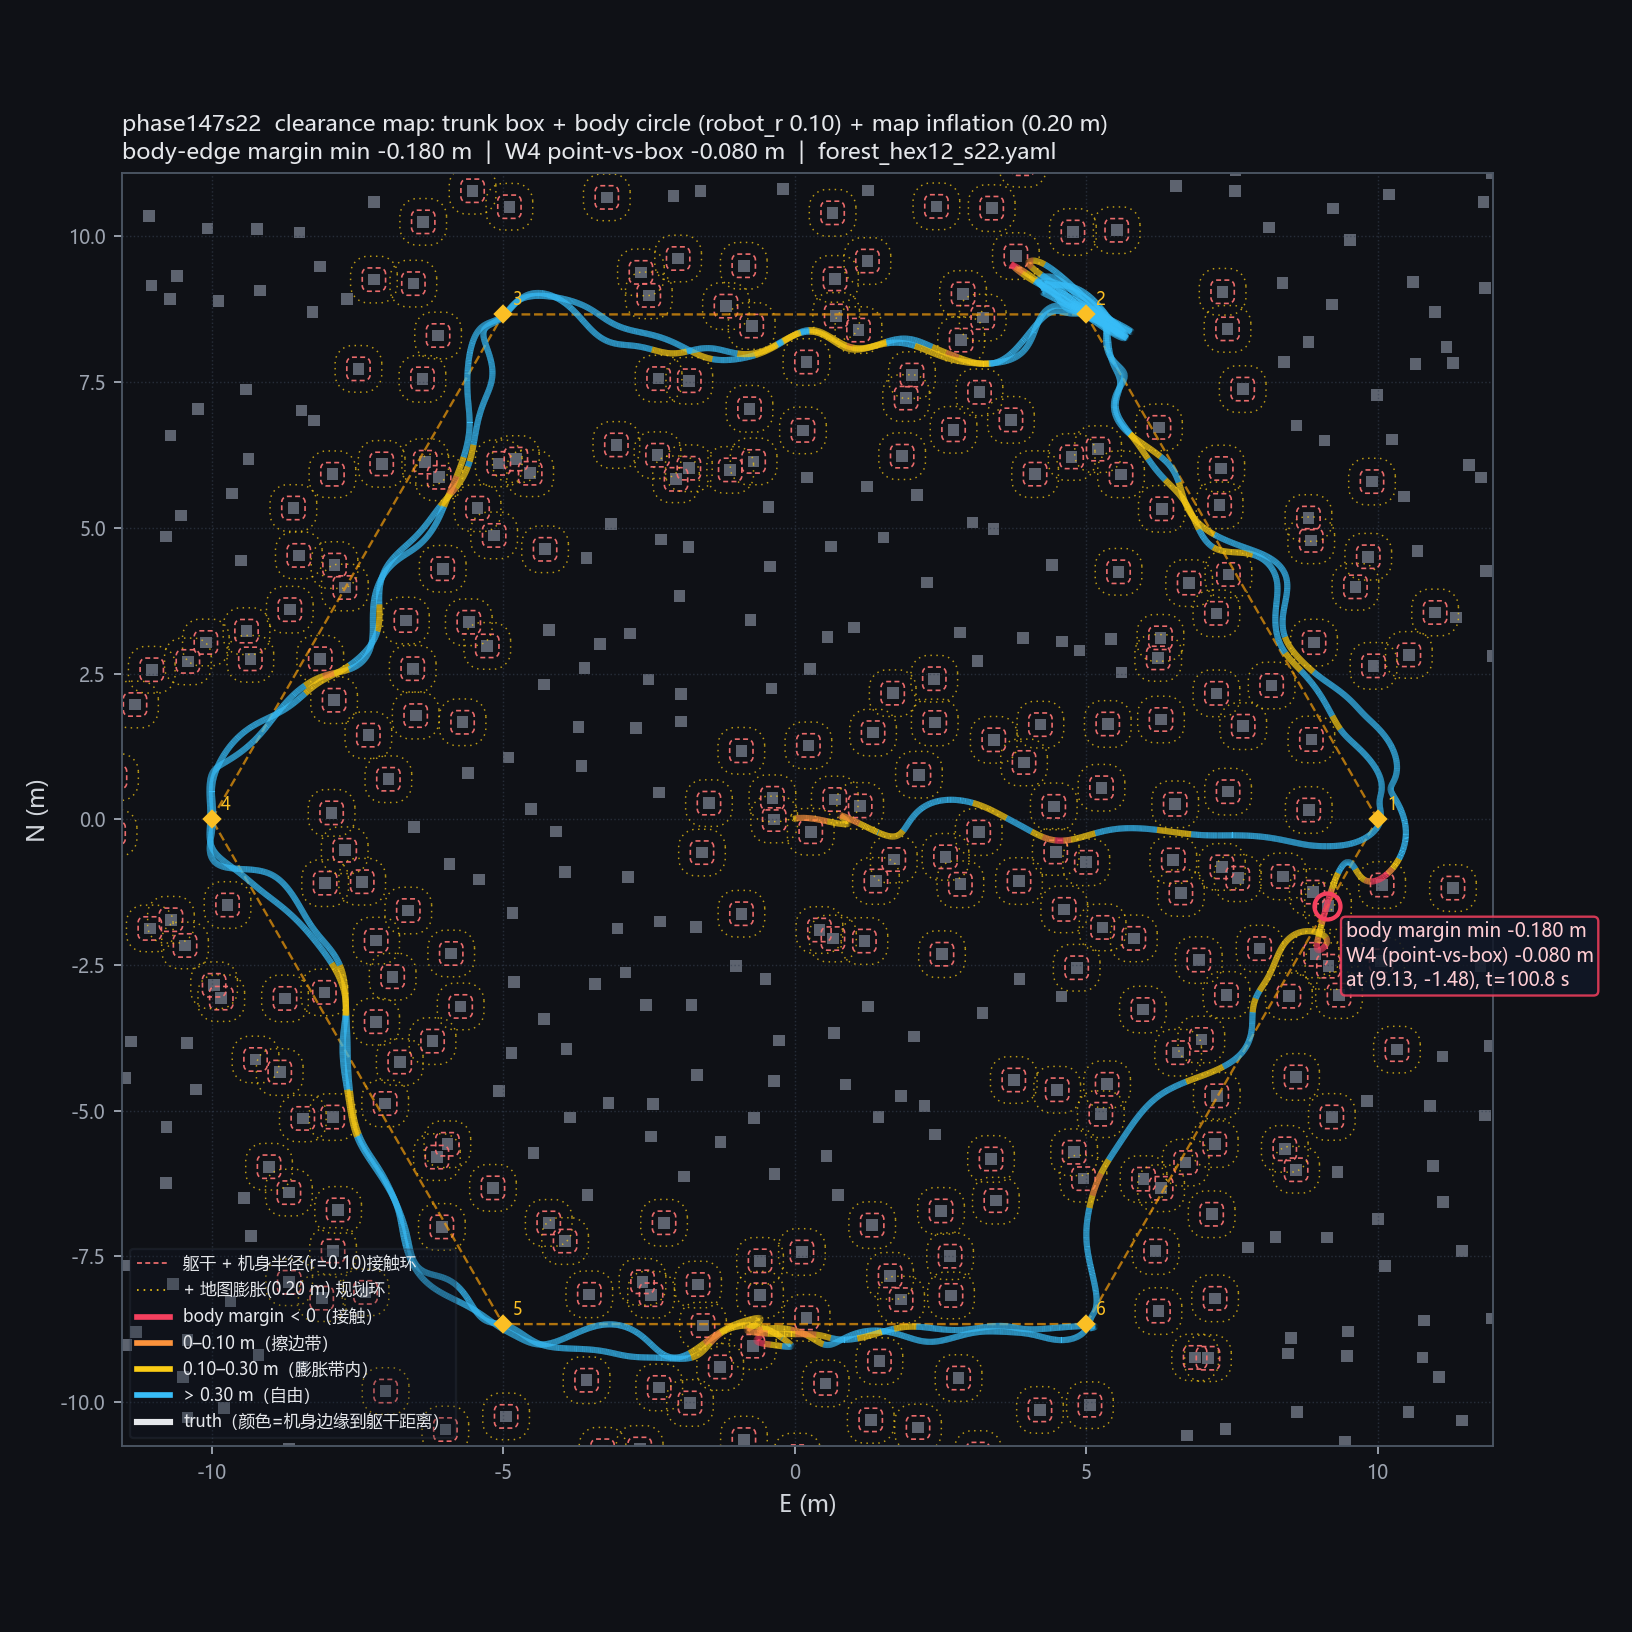 phase147s22 clearance map: trunk box + body circle (robot_r 0.10) + map inflation (0.20 m)
body-edge margin min -0.180 m | W4 point-vs-box -0.080 m | forest_hex12_s22.yaml
10.0
7.5
5.0
2.5
0.0
-2.5
-5.0
-7.5
-10.0
N (m)
3
2
4
1
body margin min -0.180 m
W4 (point-vs-box) -0.080 m
at (9.13, -1.48), t=100.8 s
5
6
躯干 + 机身半径(r=0.10)接触环
+ 地图膨胀(0.20 m) 规划环
body margin < 0（接触）
0–0.10 m（擦边带）
0.10–0.30 m（膨胀带内）
> 0.30 m（自由）
truth（颜色=机身边缘到躯干距离）
-10
-5
0
5
10
E (m)